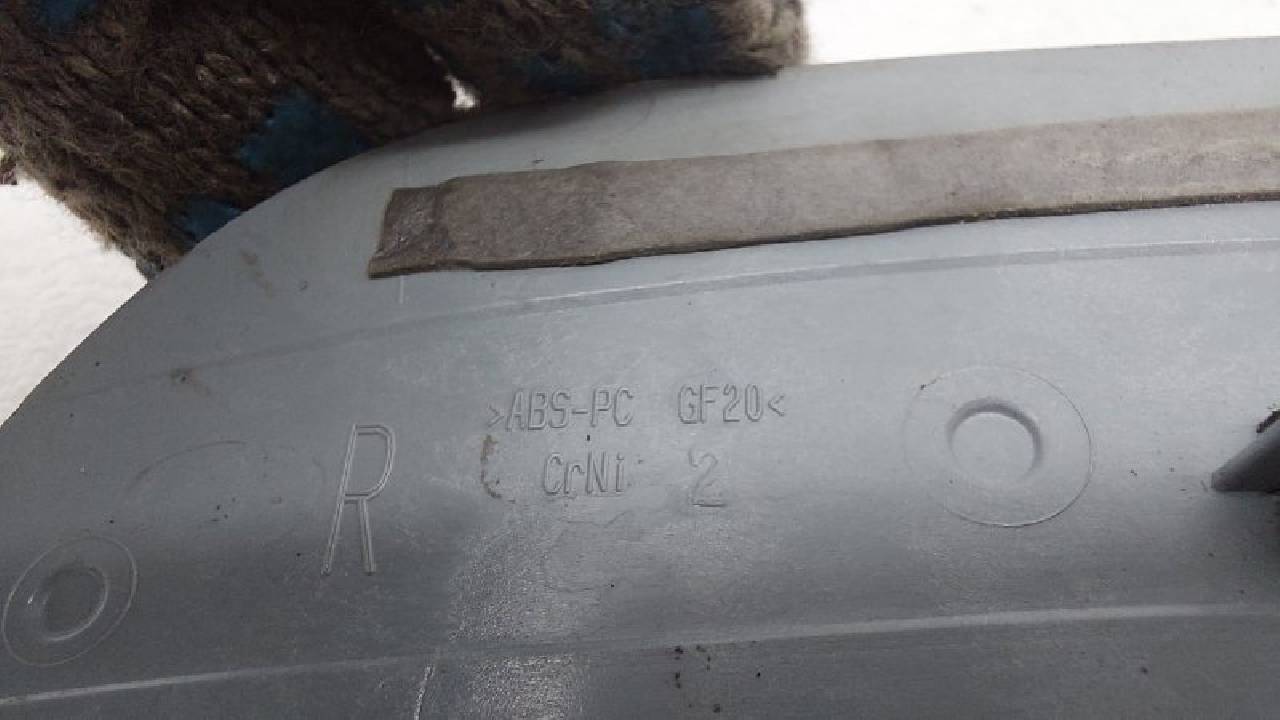 >ABS-PC GF20<
R
CrNi 2